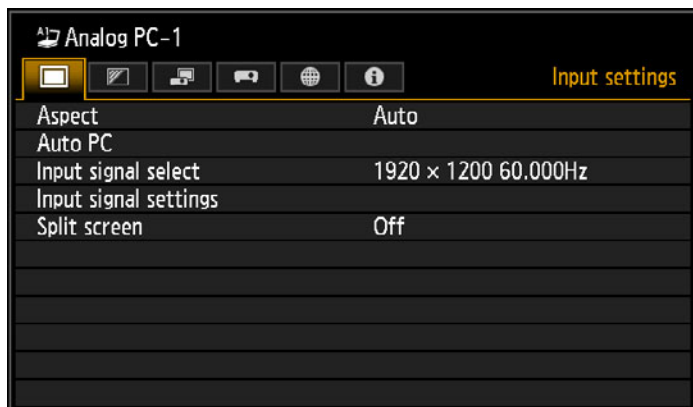 Analog PC-1
Input settings
Aspect Auto
Auto PC
Input signal select 1920 × 1200 60.000Hz
Input signal settings
Split screen Off